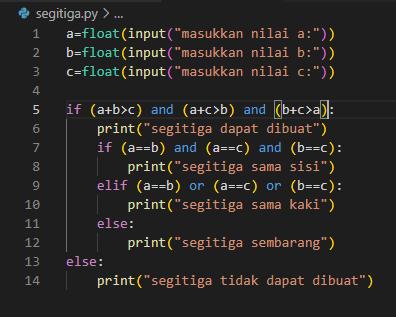 segitiga.py > ...
1 a=float(input("masukkan nilai a:"))
2 b=float(input("masukkan nilai b:"))
3 c=float(input("masukkan nilai c:"))
4
5 if (a+b>c) and (a+c>b) and (b+c>a):
6     print("segitiga dapat dibuat")
7     if (a==b) and (a==c) and (b==c):
8         print("segitiga sama sisi")
9     elif (a==b) or (a==c) or (b==c):
10         print("segitiga sama kaki")
11     else:
12         print("segitiga sembarang")
13 else:
14     print("segitiga tidak dapat dibuat")